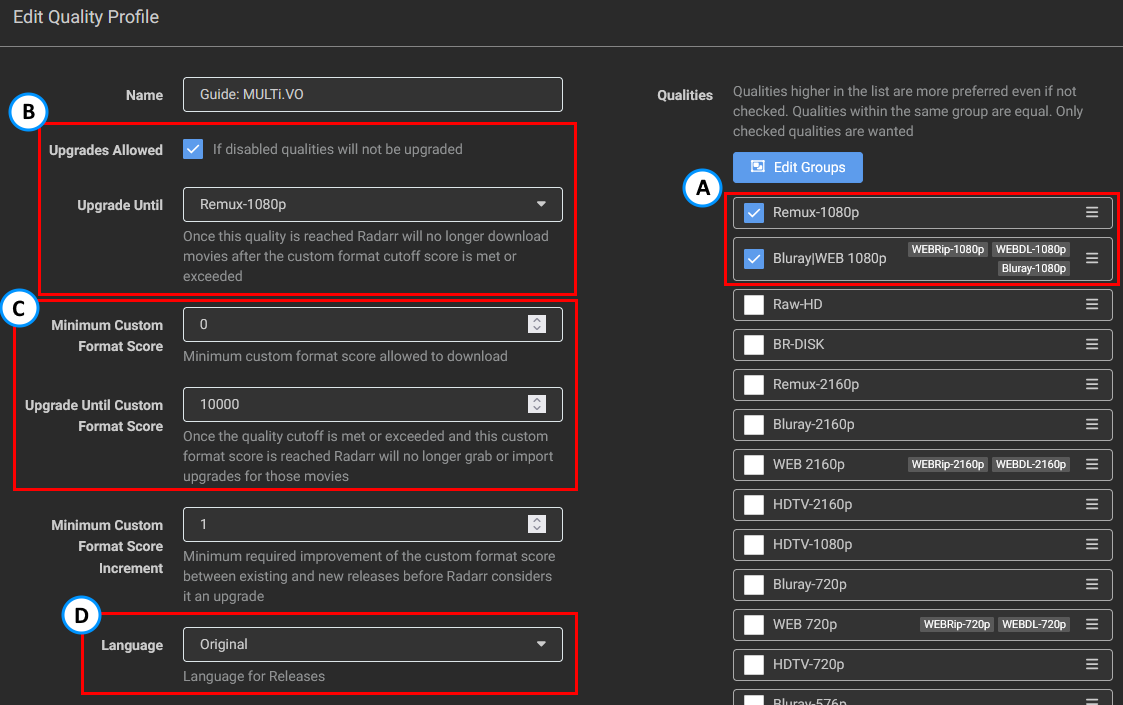 Edit Quality Profile
Name
Guide: MULTi.VO
B
Upgrades Allowed
If disabled qualities will not be upgraded
Upgrade Until
Remux-1080p
Once this quality is reached Radarr will no longer download
movies after the custom format cutoff score is met or
exceeded
C
Minimum Custom
Format Score
0
Minimum custom format score allowed to download
Upgrade Until Custom
Format Score
10000
Once the quality cutoff is met or exceeded and this custom
format score is reached Radarr will no longer grab or import
upgrades for those movies
Minimum Custom
Format Score
Increment
1
Minimum required improvement of the custom format score
between existing and new releases before Radarr considers
it an upgrade
D
Language
Original
Language for Releases
Qualities
Qualities higher in the list are more preferred even if not
checked. Qualities within the same group are equal. Only
checked qualities are wanted
Edit Groups
A
Remux-1080p
Bluray|WEB 1080p
WEBRip-1080p WEBDL-1080p
Bluray-1080p
Raw-HD
BR-DISK
Remux-2160p
Bluray-2160p
WEB 2160p WEBRip-2160p WEBDL-2160p
HDTV-2160p
HDTV-1080p
Bluray-720p
WEB 720p WEBRip-720p WEBDL-720p
HDTV-720p
Bluray-576p